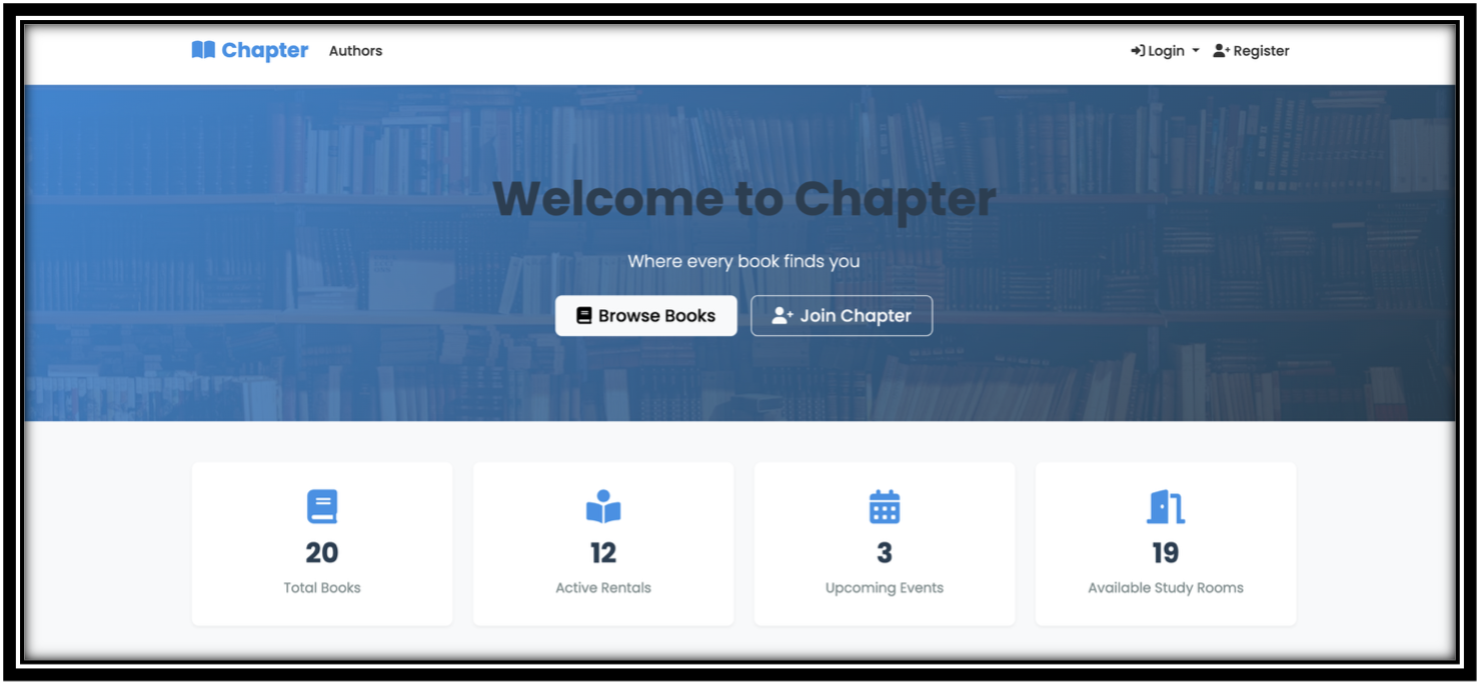 Chapter Authors Login Register
Welcome to Chapter
Where every book finds you
Browse Books Join Chapter
20 12 3 19
Total Books Active Rentals Upcoming Events Available Study Rooms